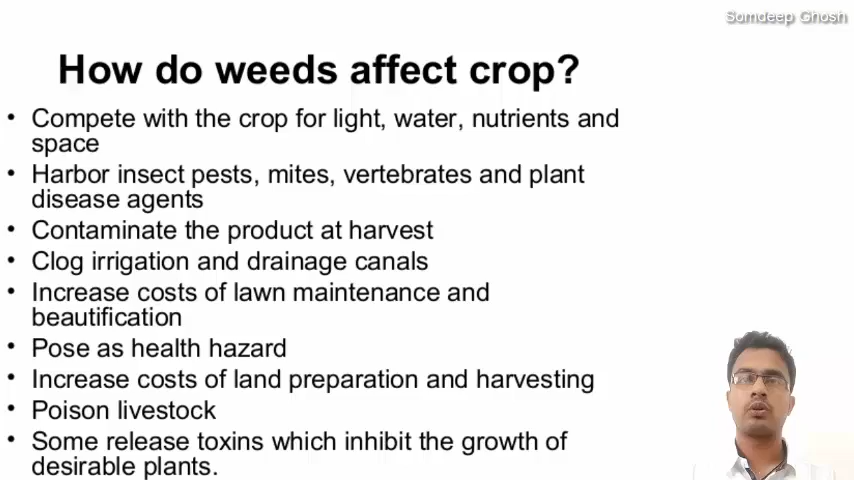 Somdeep Ghosh
How do weeds affect crop?
• Compete with the crop for light, water, nutrients and
space
• Harbor insect pests, mites, vertebrates and plant
disease agents
• Contaminate the product at harvest
• Clog irrigation and drainage canals
• Increase costs of lawn maintenance and
beautification
• Pose as health hazard
• Increase costs of land preparation and harvesting
• Poison livestock
• Some release toxins which inhibit the growth of
desirable plants.